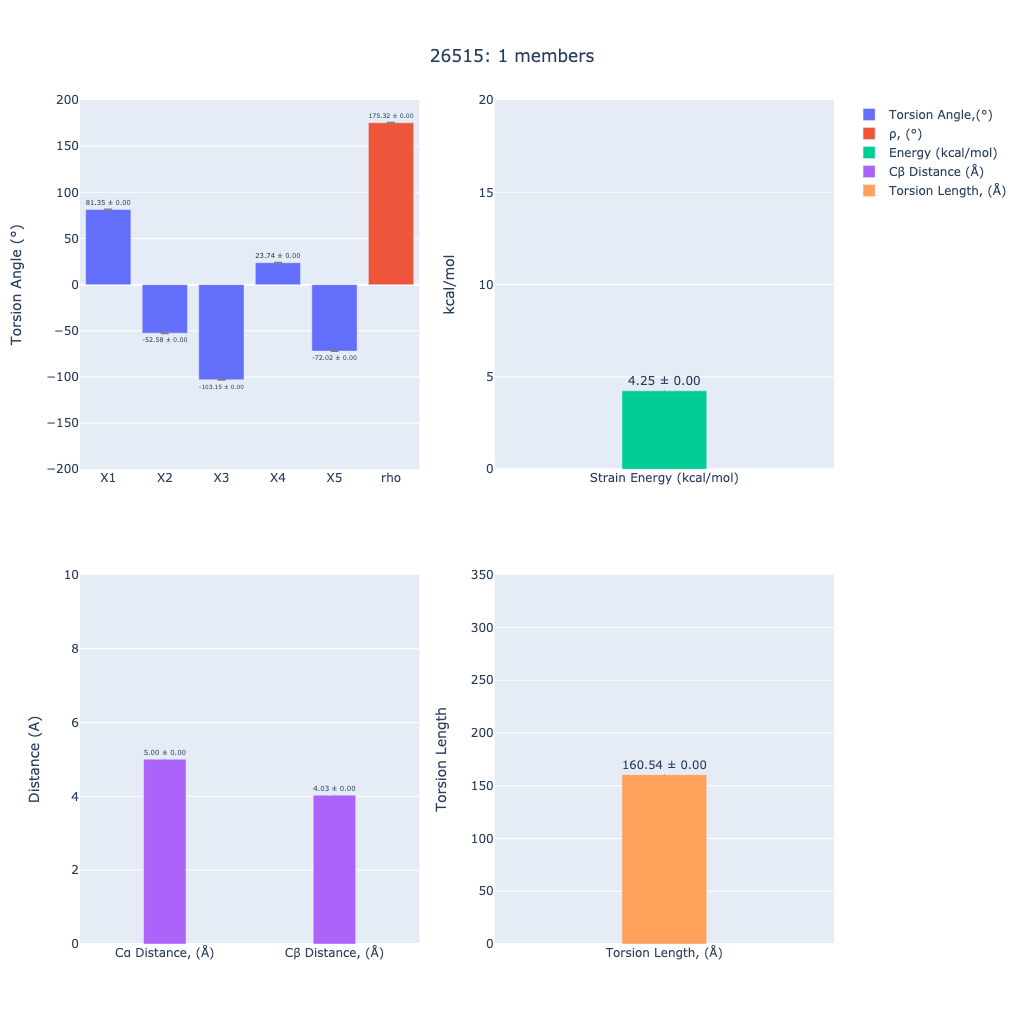 26515: 1 members
Torsion Angle (°)
200
150
100
50
0
−50
−100
−150
−200
81.35 ± 0.00
-52.58 ± 0.00
-103.15 ± 0.00
23.74 ± 0.00
-72.02 ± 0.00
175.32 ± 0.00
X1 X2 X3 X4 X5 rho
kcal/mol
20
15
10
5
0
4.25 ± 0.00
Strain Energy (kcal/mol)
Torsion Angle,(°)
ρ, (°)
Energy (kcal/mol)
Cβ Distance (Å)
Torsion Length, (Å)
Distance (A)
10
8
6
4
2
0
5.00 ± 0.00
4.03 ± 0.00
Cα Distance, (Å) Cβ Distance, (Å)
Torsion Length
350
300
250
200
150
100
50
0
160.54 ± 0.00
Torsion Length, (Å)